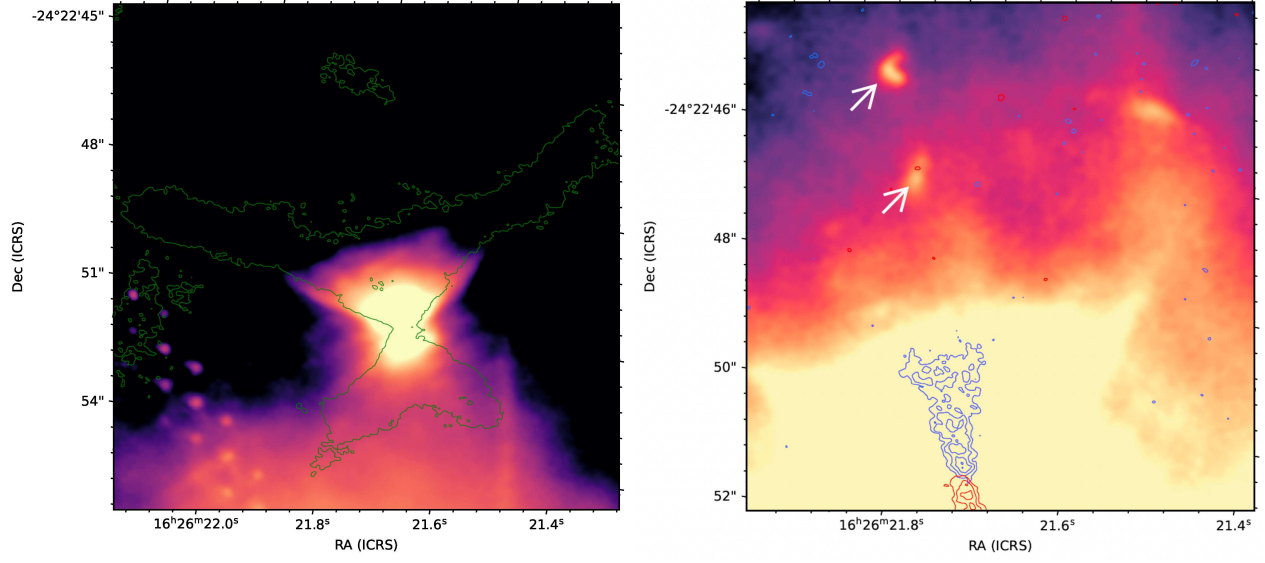 -24°22'45"
48"
51"
54"
Dec (ICRS)
16ʰ26ᵐ22.0ˢ
21.8ˢ
21.6ˢ
21.4ˢ
RA (ICRS)
-24°22'46"
48"
50"
52"
Dec (ICRS)
16ʰ26ᵐ21.8ˢ
21.6ˢ
21.4ˢ
RA (ICRS)